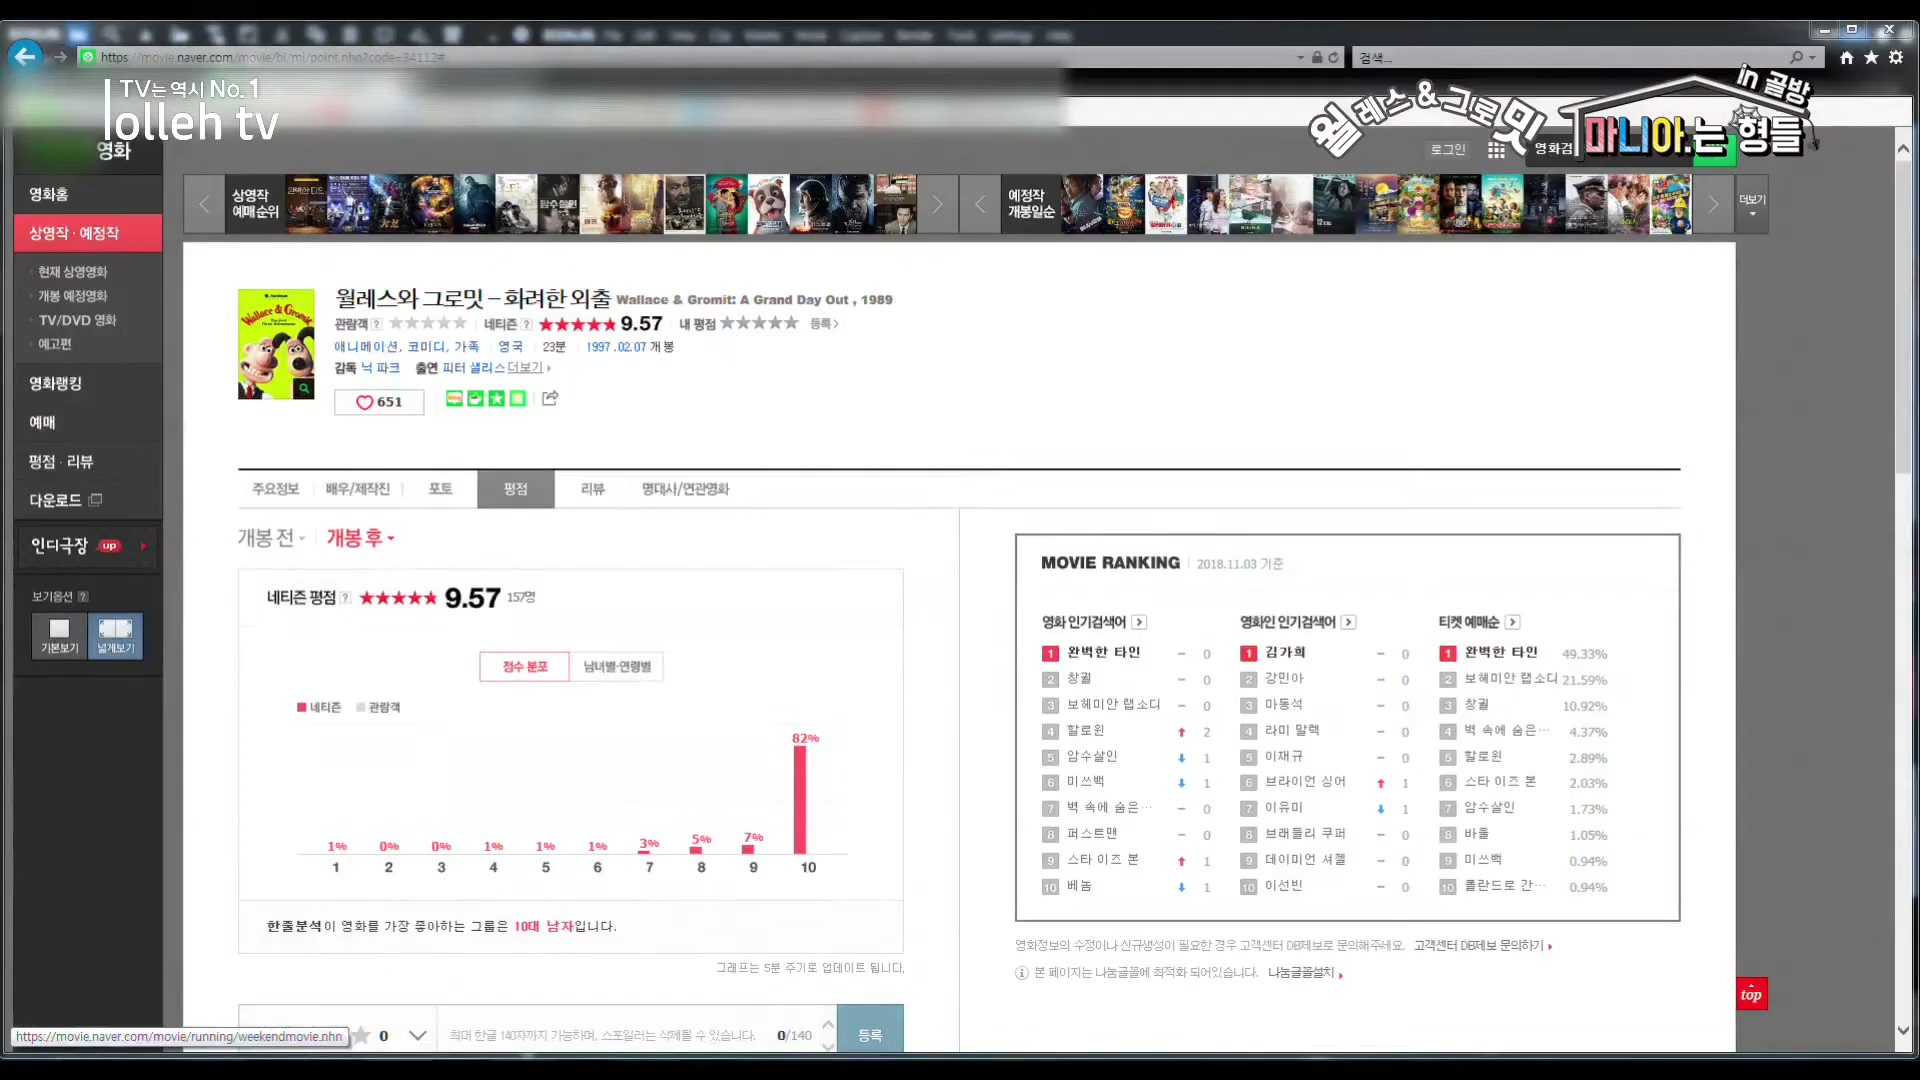 https://movie.naver.com/movie/bi/mi/point.nhn?code=34112#
검색...
TV는 역시 No.1
olleh tv
월레스&그로밋
in 골방
마니아.는 형들
영화
로그인
영화검
상영작
예매순위
예정작
개봉일순
더보기
영화홈
상영작·예정작
현재 상영영화
개봉 예정영화
TV/DVD 영화
예고편
영화랭킹
예매
평점·리뷰
다운로드
인디극장 up
보기옵션 ?
기본보기
넓게보기
Wallace & Gromit
월레스와 그로밋 – 화려한 외출 Wallace & Gromit: A Grand Day Out , 1989
관람객 ? 네티즌 ? 9.57 내 평점 등록
애니메이션, 코미디, 가족 영국 23분 1997.02.07 개봉
감독 닉 파크 출연 피터 샐리스 더보기
651
주요정보 배우/제작진 포토 평점 리뷰 명대사/연관영화
개봉 전 개봉 후
네티즌 평점 ? 9.57 157명
점수 분포 남녀별·연령별
네티즌 관람객
1% 0% 0% 1% 1% 1% 3% 5% 7% 82%
1 2 3 4 5 6 7 8 9 10
한줄분석 이 영화를 가장 좋아하는 그룹은 10대 남자입니다.
그래프는 5분 주기로 업데이트 됩니다.
MOVIE RANKING 2018.11.03 기준
영화 인기검색어 영화인 인기검색어 티켓 예매순
1 완벽한 타인 – 0 1 김가희 – 0 1 완벽한 타인 49.33%
2 창궐 – 0 2 강민아 – 0 2 보헤미안 랩소디 21.59%
3 보헤미안 랩소디 – 0 3 마동석 – 0 3 창궐 10.92%
4 할로윈 2 4 라미 말렉 – 0 4 벽 속에 숨은… 4.37%
5 암수살인 1 5 이재규 – 0 5 할로윈 2.89%
6 미쓰백 1 6 브라이언 싱어 1 6 스타 이즈 본 2.03%
7 벽 속에 숨은… – 0 7 이유미 1 7 암수살인 1.73%
8 퍼스트맨 – 0 8 브래들리 쿠퍼 – 0 8 바울 1.05%
9 스타 이즈 본 1 9 데이미언 셔젤 – 0 9 미쓰백 0.94%
10 베놈 1 10 이선빈 – 0 10 폴란드로 간… 0.94%
영화정보의 수정이나 신규생성이 필요한 경우 고객센터 DB제보로 문의해주세요. 고객센터 DB제보 문의하기
본 페이지는 나눔글꼴에 최적화 되어있습니다. 나눔글꼴설치
top
https://movie.naver.com/movie/running/weekendmovie.nhn
0
최대 한글 140자까지 가능하며, 스포일러는 삭제될 수 있습니다. 0/140
등록